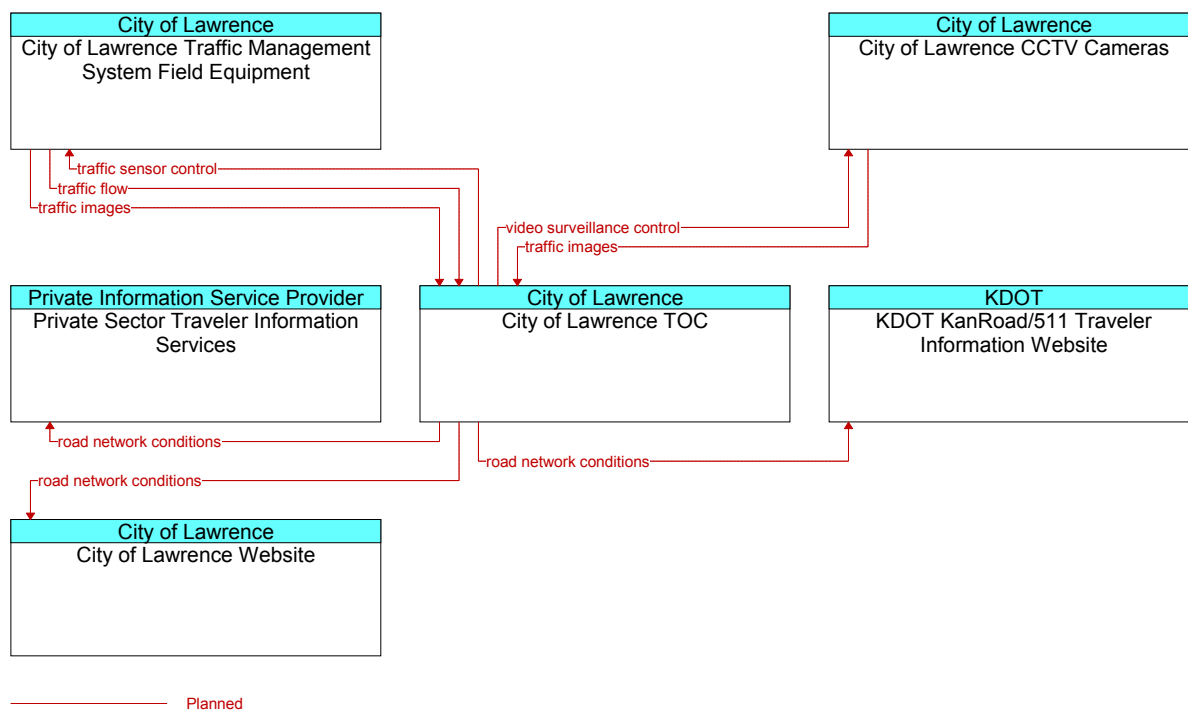 City of Lawrence
City of Lawrence Traffic Management
System Field Equipment
City of Lawrence
City of Lawrence CCTV Cameras
traffic sensor control
traffic flow
traffic images
video surveillance control
traffic images
Private Information Service Provider
Private Sector Traveler Information
Services
City of Lawrence
City of Lawrence TOC
KDOT
KDOT KanRoad/511 Traveler
Information Website
road network conditions
road network conditions
road network conditions
City of Lawrence
City of Lawrence Website
Planned